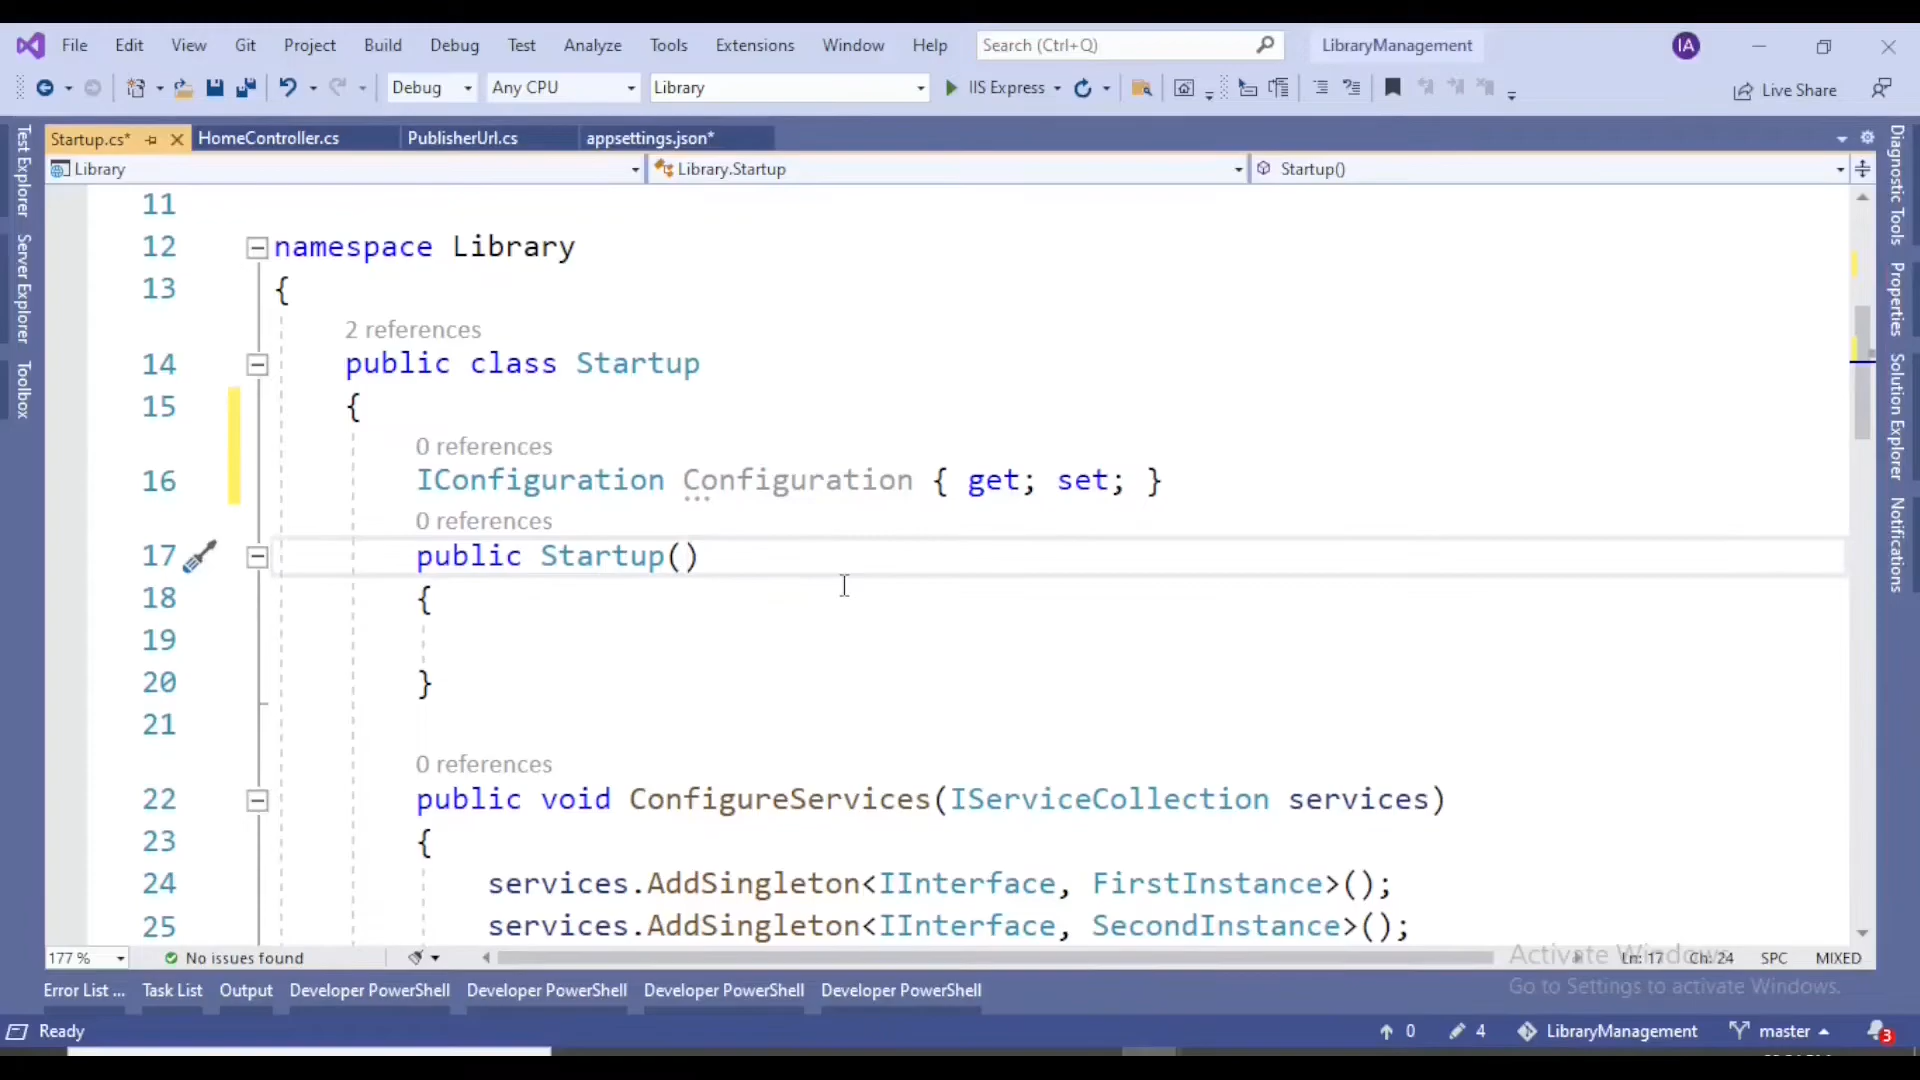 File Edit View Git Project Build Debug Test Analyze Tools Extensions Window Help Search (Ctrl+Q) LibraryManagement IA
Debug Any CPU Library IIS Express Live Share
Startup.cs* HomeController.cs PublisherUrl.cs appsettings.json*
Library Library.Startup Startup()
Test Explorer
Server Explorer
Toolbox
11
12 namespace Library
13 {
2 references
14 public class Startup
15 {
0 references
16 IConfiguration Configuration { get; set; }
0 references
17 public Startup()
18 {
19
20 }
21
0 references
22 public void ConfigureServices(IServiceCollection services)
23 {
24 services.AddSingleton<IInterface, FirstInstance>();
25 services.AddSingleton<IInterface, SecondInstance>();
Diagnostic Tools
Properties
Solution Explorer
Notifications
177 % No issues found Ln: 17 Ch: 24 SPC MIXED
Activate Windows
Go to Settings to activate Windows.
Error List ... Task List Output Developer PowerShell Developer PowerShell Developer PowerShell Developer PowerShell
Ready 0 4 LibraryManagement master 3